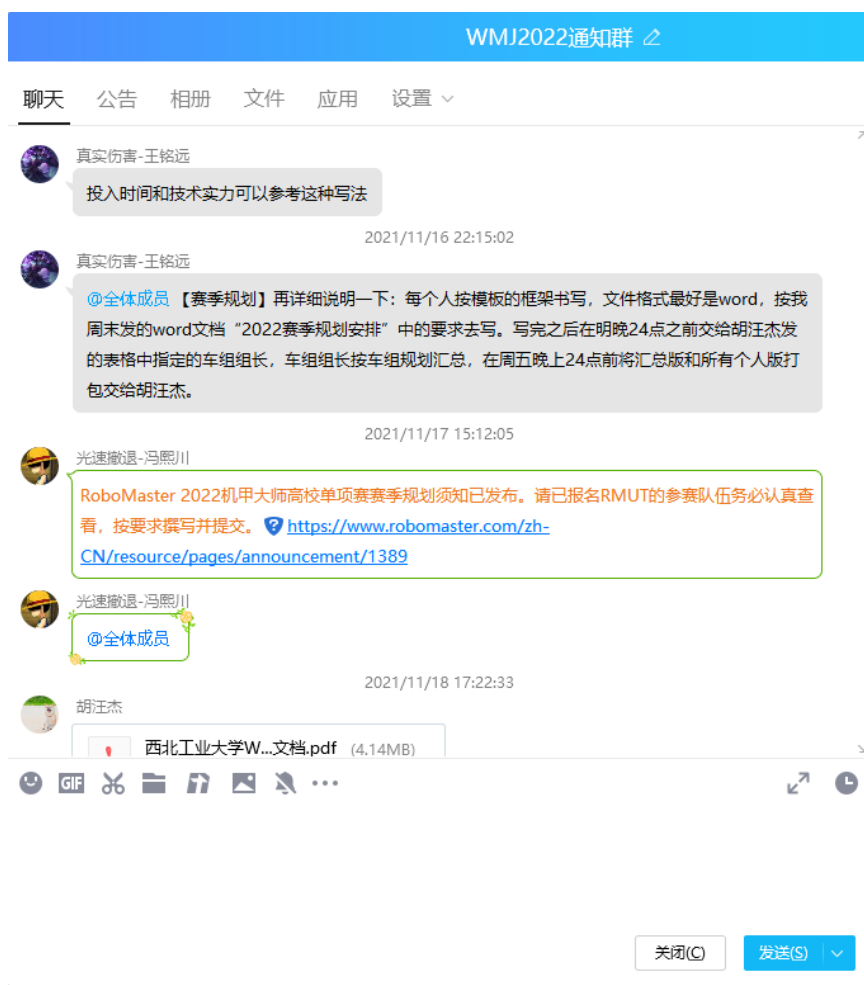 WMJ2022通知群
聊天 公告 相册 文件 应用 设置
真实伤害-王铭远
投入时间和技术实力可以参考这种写法
2021/11/16 22:15:02
真实伤害-王铭远
@全体成员 【赛季规划】再详细说明一下：每个人按模板的框架书写，文件格式最好是word，按我
周末发的word文档“2022赛季规划安排”中的要求去写。写完之后在明晚24点之前交给胡汪杰发
的表格中指定的车组组长，车组组长按车组规划汇总，在周五晚上24点前将汇总版和所有个人版打
包交给胡汪杰。
2021/11/17 15:12:05
光速撤退-冯熙川
RoboMaster 2022机甲大师高校单项赛赛季规划须知已发布。请已报名RMUT的参赛队伍务必认真查
看，按要求撰写并提交。 https://www.robomaster.com/zh-
CN/resource/pages/announcement/1389
光速撤退-冯熙川
@全体成员
2021/11/18 17:22:33
胡汪杰
西北工业大学W...文档.pdf (4.14MB)
GIF
关闭(C) 发送(S)